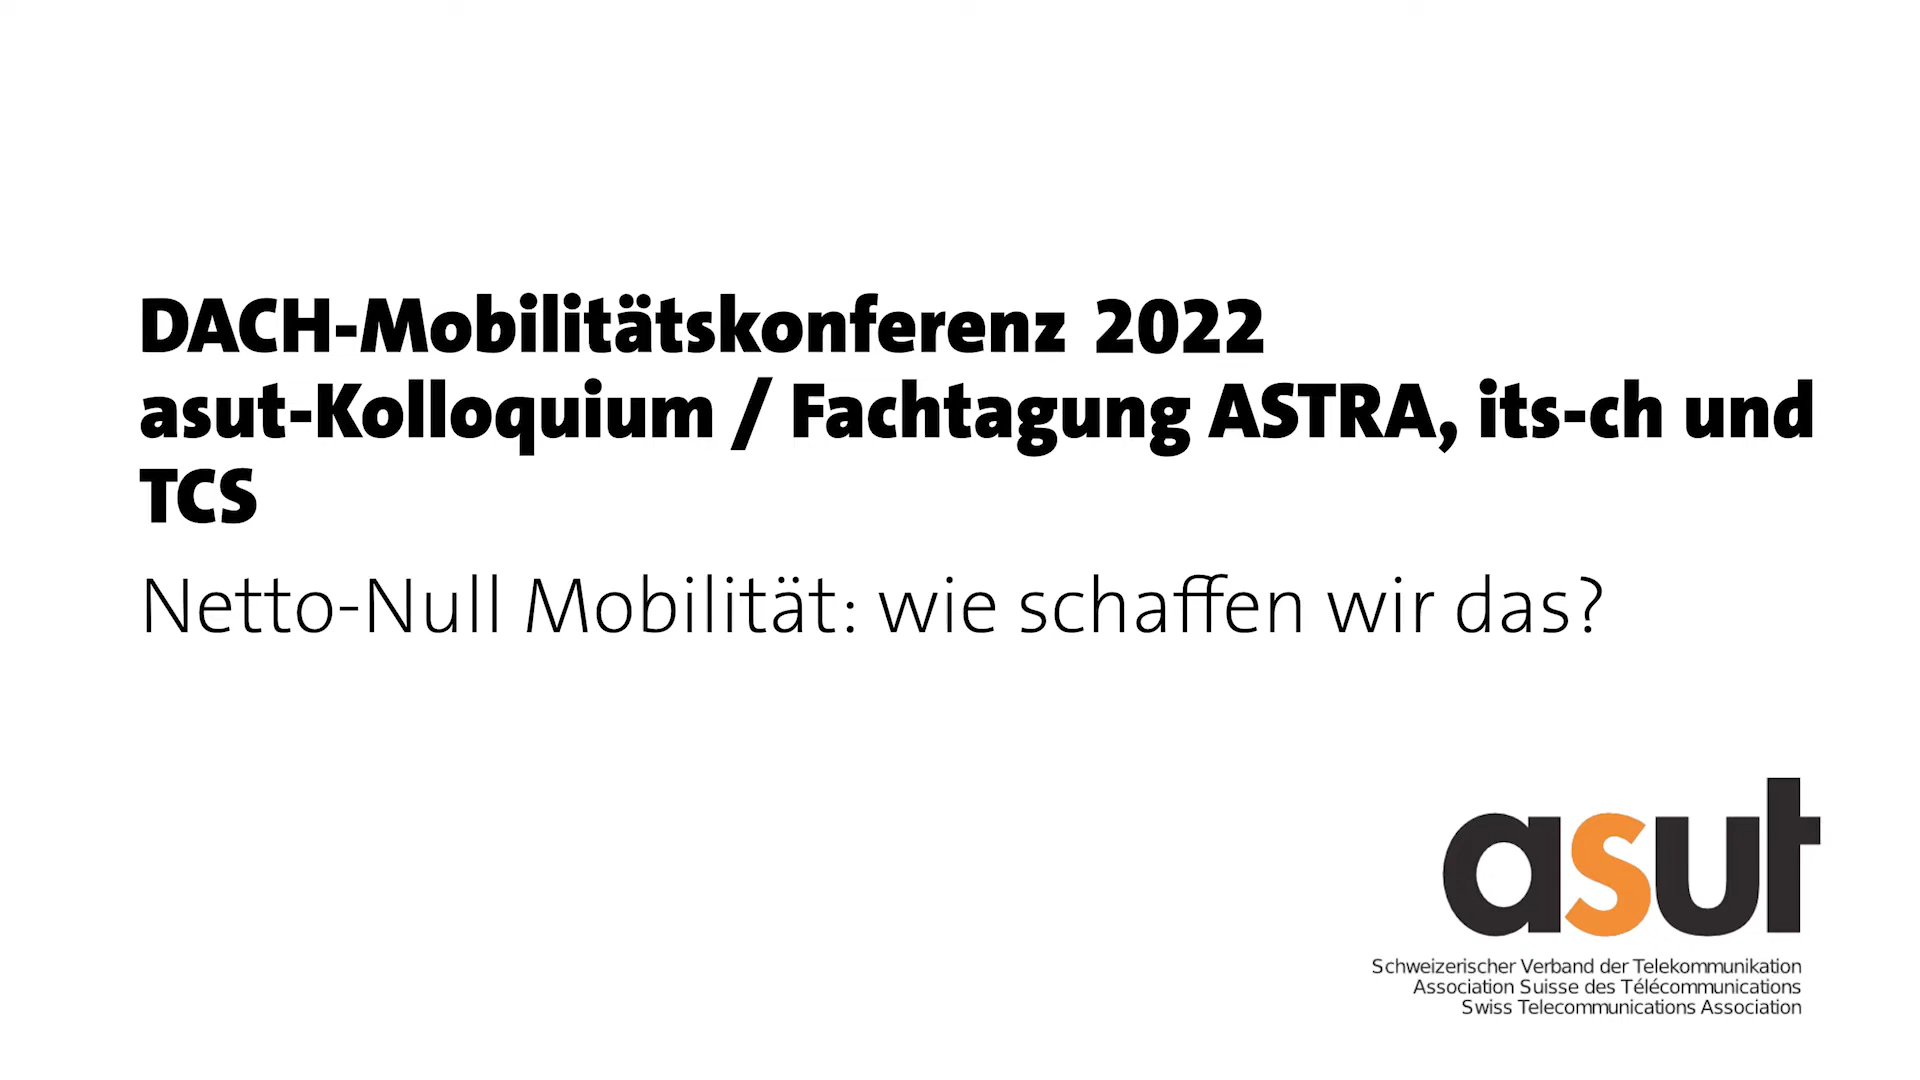 DACH-Mobilitätskonferenz 2022
asut-Kolloquium / Fachtagung ASTRA, its-ch und
TCS
Netto-Null Mobilität: wie schaffen wir das?
asut
Schweizerischer Verband der Telekommunikation
Association Suisse des Télécommunications
Swiss Telecommunications Association